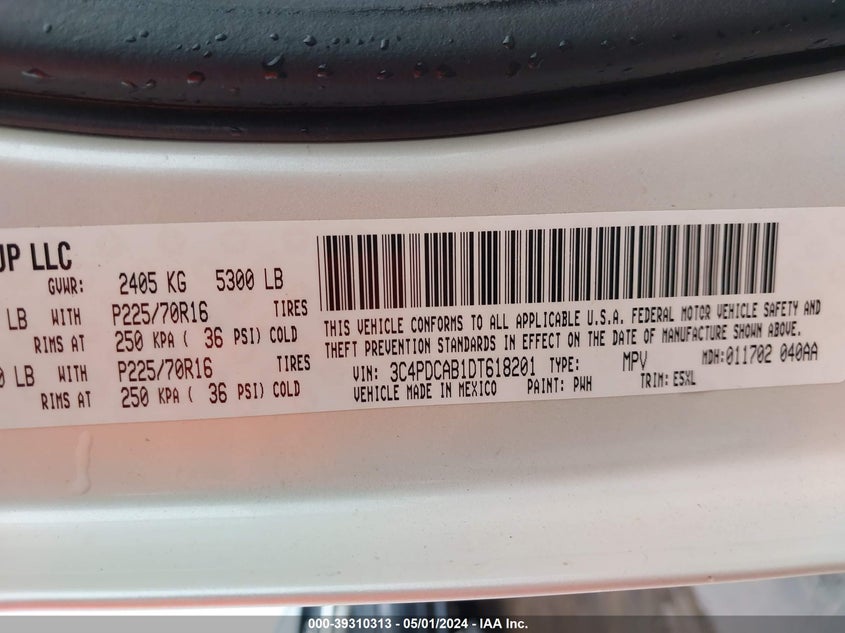 UP LLC
GVWR: 2405 KG 5300 LB
LB WITH P225/70R16 TIRES
RIMS AT 250 KPA ( 36 PSI) COLD
LB WITH P225/70R16 TIRES
RIMS AT 250 KPA ( 36 PSI) COLD
THIS VEHICLE CONFORMS TO ALL APPLICABLE U.S.A. FEDERAL MOTOR VEHICLE SAFETY AND
THEFT PREVENTION STANDARDS IN EFFECT ON THE DATE OF MANUFACTURE SHOWN ABOVE.
VIN: 3C4PDCAB1DT618201 TYPE: MPV MDH:011702 040AA
VEHICLE MADE IN MEXICO PAINT: PWH TRIM: E5XL
000-39310313 - 05/01/2024 - IAA Inc.